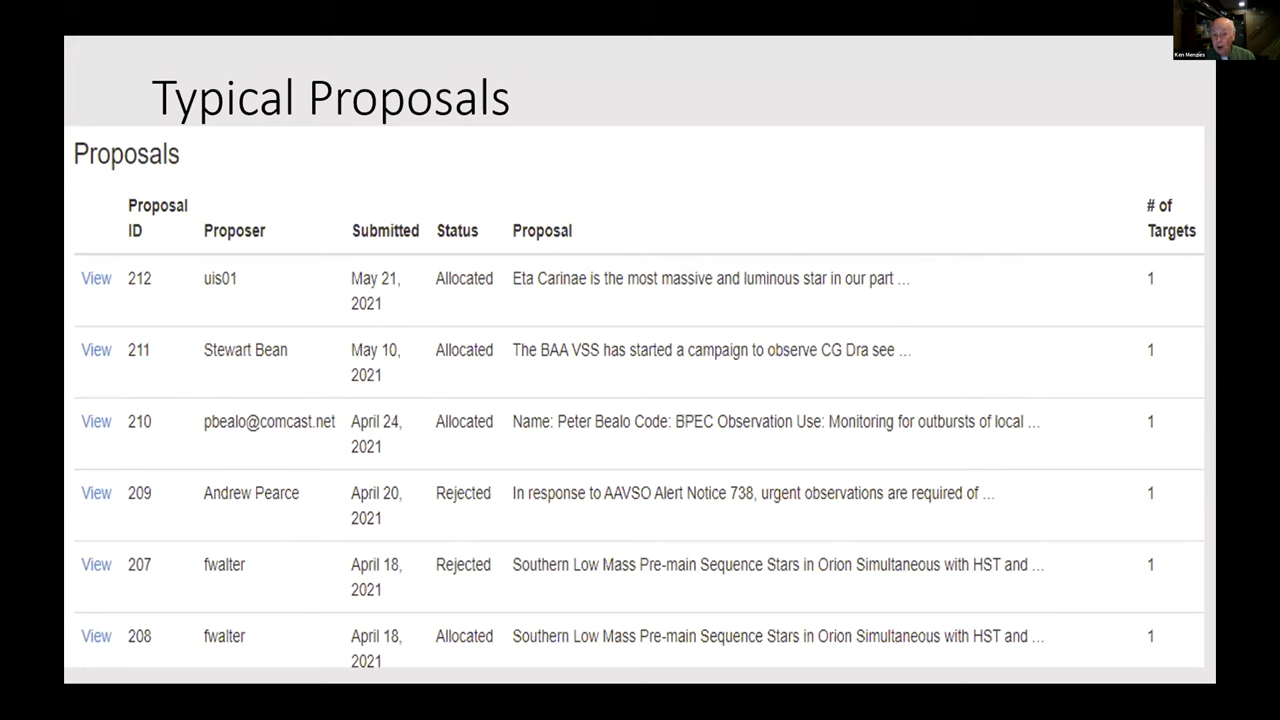 Ken Menzies
Typical Proposals
Proposals
Proposal ID Proposer Submitted Status Proposal # of Targets
View 212 uis01 May 21, 2021 Allocated Eta Carinae is the most massive and luminous star in our part ... 1
View 211 Stewart Bean May 10, 2021 Allocated The BAA VSS has started a campaign to observe CG Dra see ... 1
View 210 pbealo@comcast.net April 24, 2021 Allocated Name: Peter Bealo Code: BPEC Observation Use: Monitoring for outbursts of local ... 1
View 209 Andrew Pearce April 20, 2021 Rejected In response to AAVSO Alert Notice 738, urgent observations are required of ... 1
View 207 fwalter April 18, 2021 Rejected Southern Low Mass Pre-main Sequence Stars in Orion Simultaneous with HST and ... 1
View 208 fwalter April 18, 2021 Allocated Southern Low Mass Pre-main Sequence Stars in Orion Simultaneous with HST and ... 1